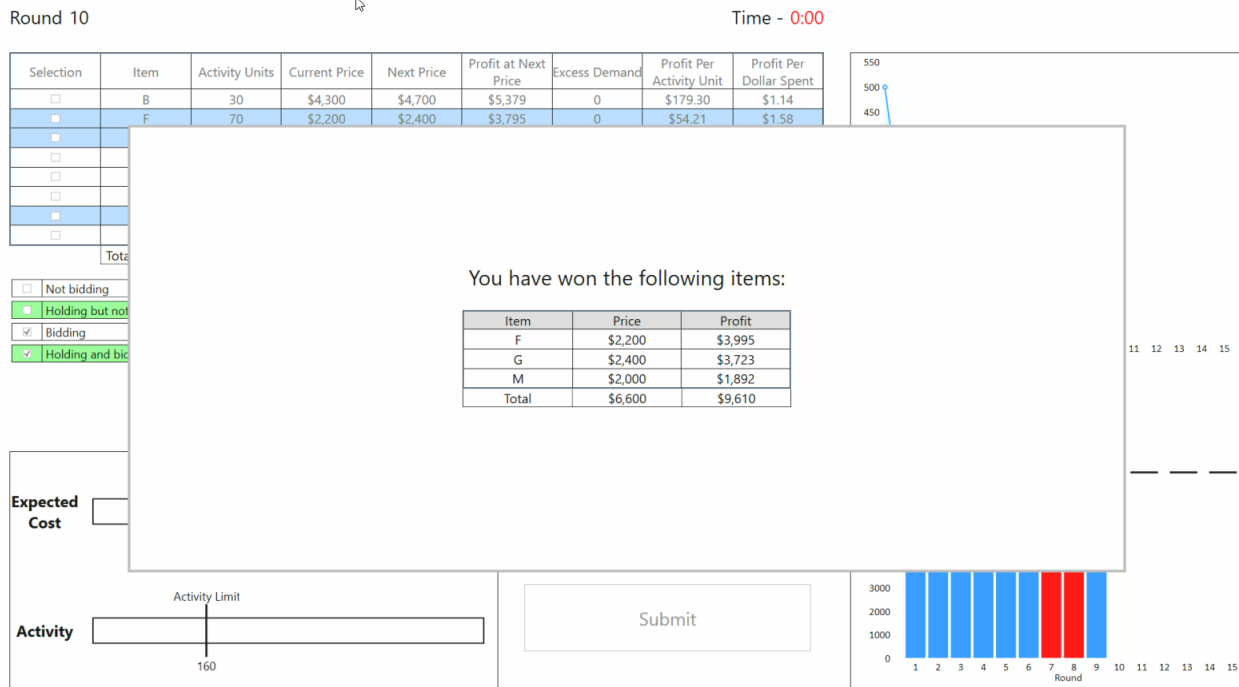 Round 10
Time - 0:00
Selection Item Activity Units Current Price Next Price Profit at Next Price Excess Demand Profit Per Activity Unit Profit Per Dollar Spent
B 30 $4,300 $4,700 $5,379 0 $179.30 $1.14
F 70 $2,200 $2,400 $3,795 0 $54.21 $1.58
Not bidding
Holding but not
Bidding
You have won the following items:
Item Price Profit
F $2,200 $3,995
G $2,400 $3,723
M $2,000 $1,892
Total $6,600 $9,610
Expected
Cost
Activity Limit
Activity
160
Submit
550
500
450
11 12 13 14 15
3000
2000
1000
0
1 2 3 4 5 6 7 8 9 10 11 12 13 14 15
Round